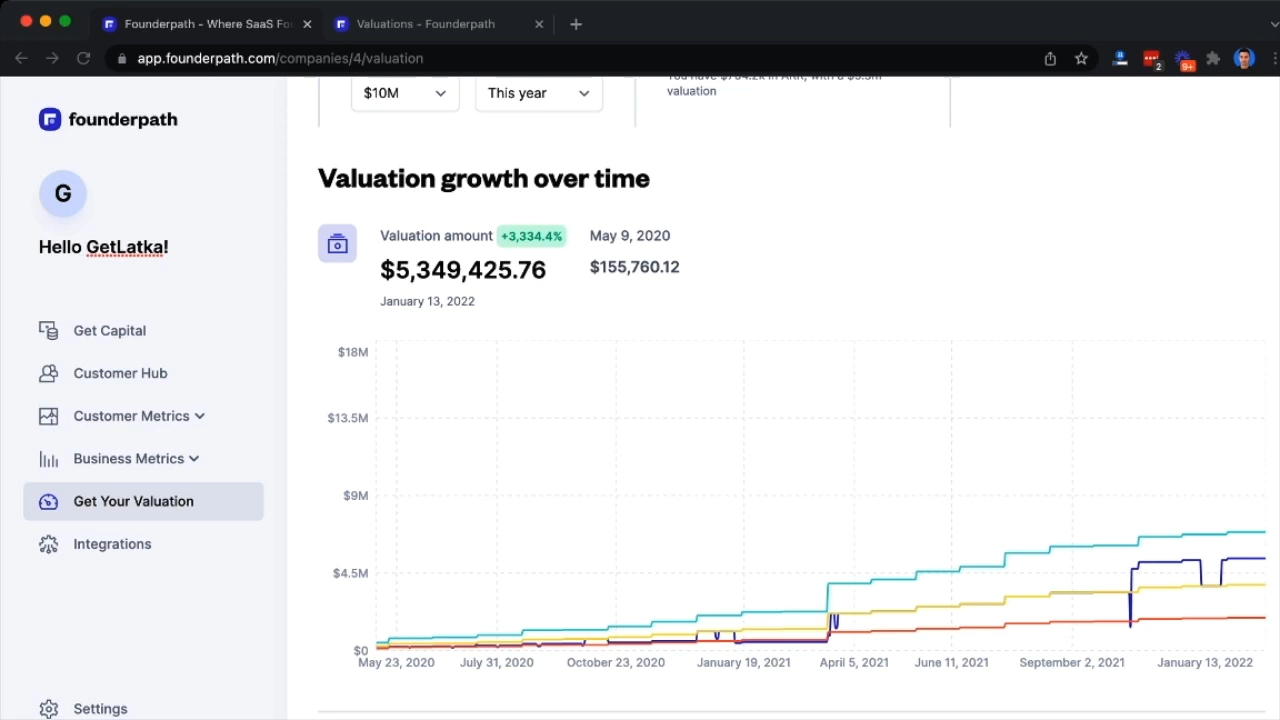 Founderpath - Where SaaS Fo
Valuations - Founderpath
app.founderpath.com/companies/4/valuation
2
9+
founderpath
G
Hello GetLatka!
Get Capital
Customer Hub
Customer Metrics
Business Metrics
Get Your Valuation
Integrations
Settings
$10M
This year
valuation
Valuation growth over time
Valuation amount +3,334.4%
$5,349,425.76
January 13, 2022
May 9, 2020
$155,760.12
$18M
$13.5M
$9M
$4.5M
$0
May 23, 2020 July 31, 2020 October 23, 2020 January 19, 2021 April 5, 2021 June 11, 2021 September 2, 2021 January 13, 2022